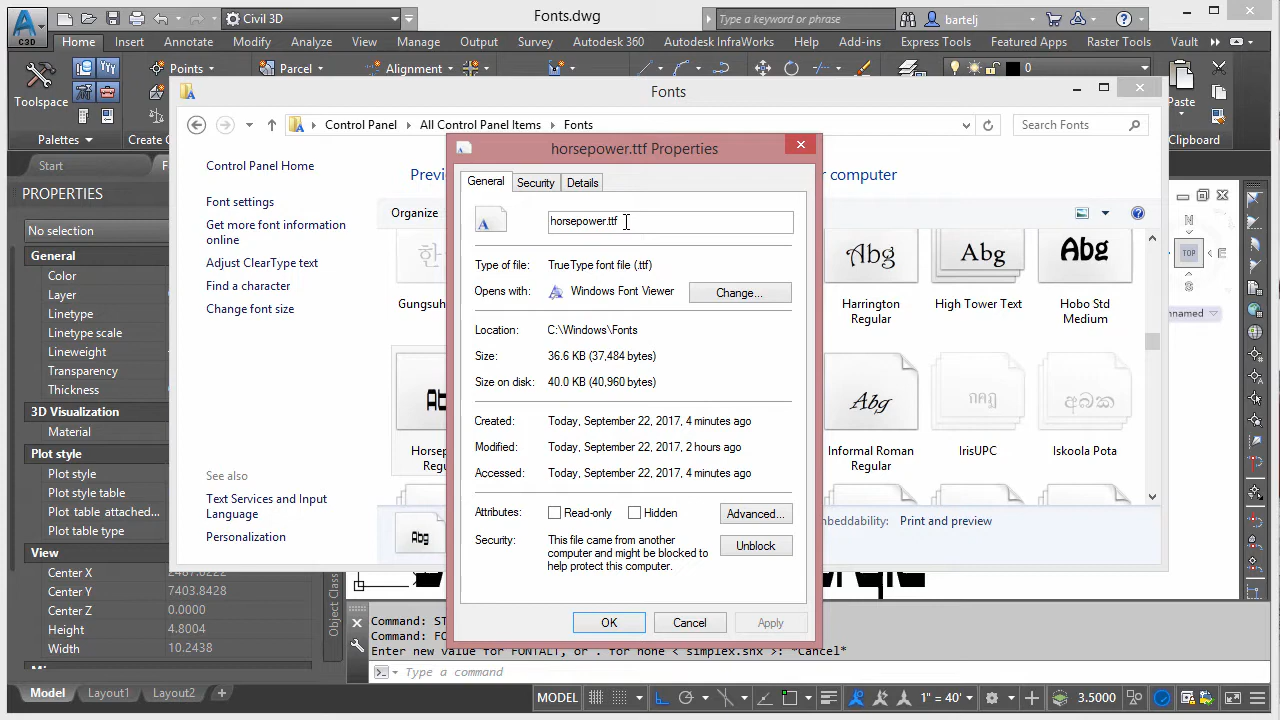 Civil 3D
Fonts.dwg
Type a keyword or phrase
bartelj
C3D
Home Insert Annotate Modify Analyze View Manage Output Survey Autodesk 360 Autodesk InfraWorks Help Add-ins Express Tools Featured Apps Raster Tools Vault
Toolspace
Points
Parcel
Alignment
0
Paste
Palettes
Create
Clipboard
Fonts
Control Panel All Control Panel Items Fonts
Search Fonts
Start
PROPERTIES
No selection
General
Color
Layer
Linetype
Linetype scale
Lineweight
Transparency
Thickness
3D Visualization
Material
Plot style
Plot style
Plot style table
Plot table attached...
Plot table type
View
Center X
Center Y 7403.8428
Center Z 0.0000
Height 4.8004
Width 10.2438
Object Class
Control Panel Home
Font settings
Get more font information
online
Adjust ClearType text
Find a character
Change font size
See also
Text Services and Input
Language
Personalization
computer
Organize
한
Abg
horsepower.ttf Properties
General Security Details
horsepower.ttf
Type of file: TrueType font file (.ttf)
Opens with: Windows Font Viewer Change...
Location: C:\Windows\Fonts
Size: 36.6 KB (37,484 bytes)
Size on disk: 40.0 KB (40,960 bytes)
Created: Today, September 22, 2017, 4 minutes ago
Modified: Today, September 22, 2017, 2 hours ago
Accessed: Today, September 22, 2017, 4 minutes ago
Attributes: Read-only Hidden Advanced...
Security: This file came from another
computer and might be blocked to
help protect this computer.
Unblock
OK Cancel Apply
Abg Abg Abg
Harrington
Regular
High Tower Text
Hobo Std
Medium
Abg กคฎ අබක
Informal Roman
Regular
IrisUPC
Iskoola Pota
Print and preview
N
TOP
E
S
Command:
Command:
Enter new value for FONTALT, or . for none < simplex.shx >: *Cancel*
Type a command
Model Layout1 Layout2 +
MODEL
1" = 40'
3.5000